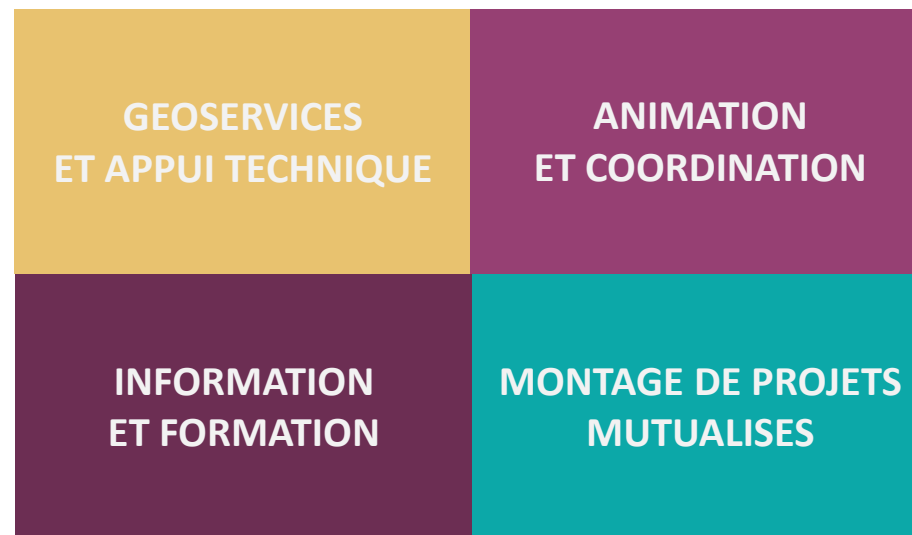 GEOSERVICES
ET APPUI TECHNIQUE
ANIMATION
ET COORDINATION
INFORMATION
ET FORMATION
MONTAGE DE PROJETS
MUTUALISES